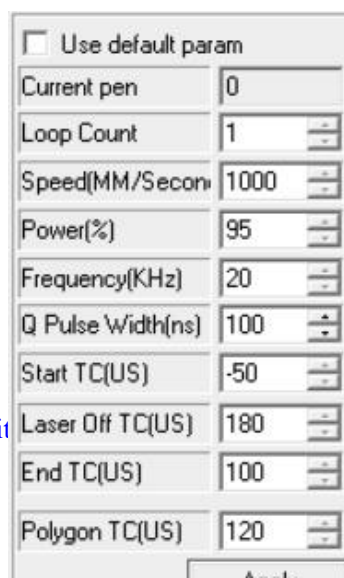 Use default param
Current pen 0
Loop Count 1
Speed(MM/Secon 1000
Power(%) 95
Frequency(KHz) 20
Q Pulse Width(ns) 100
Start TC(US) -50
Laser Off TC(US) 180
End TC(US) 100
Polygon TC(US) 120